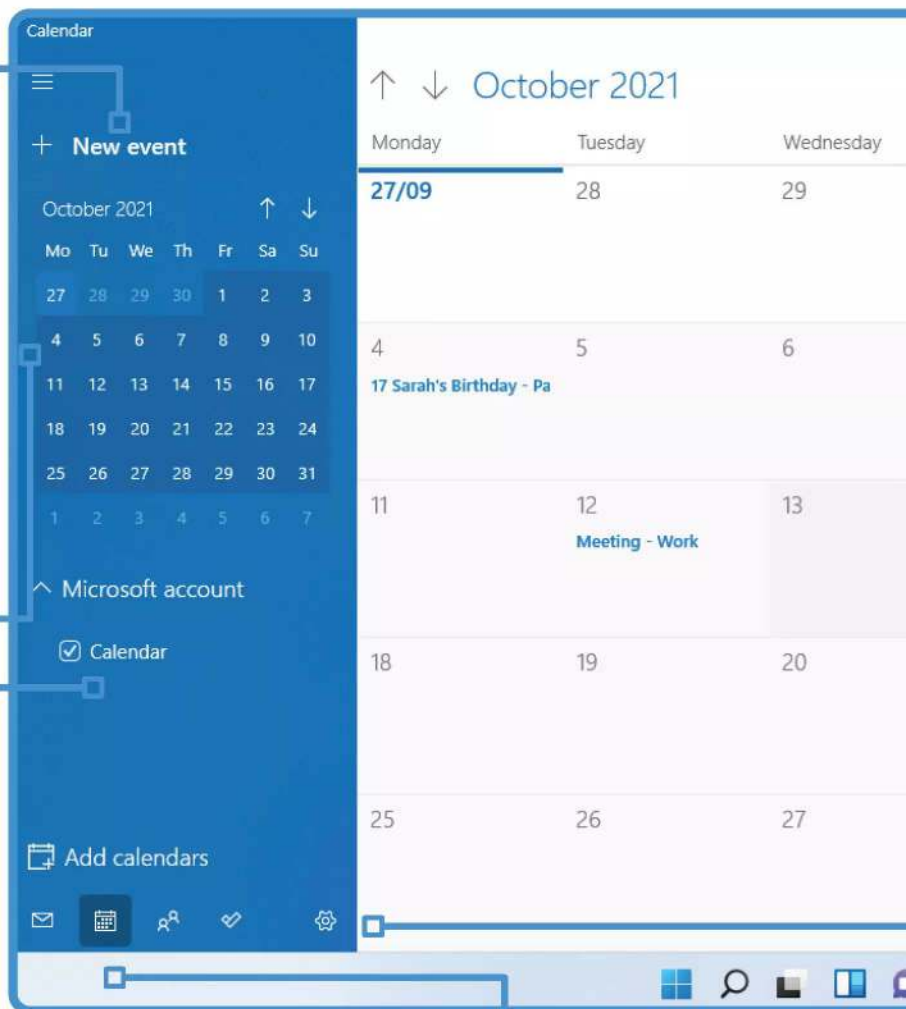 Calendar
New event
October 2021
Mo Tu We Th Fr Sa Su
27 28 29 30 1 2 3
4 5 6 7 8 9 10
11 12 13 14 15 16 17
18 19 20 21 22 23 24
25 26 27 28 29 30 31
1 2 3 4 5 6 7
Microsoft account
Calendar
Add calendars
October 2021
Monday Tuesday Wednesday
27/09 28 29
4 5 6
17 Sarah's Birthday - Pa
11 12 13
Meeting - Work
18 19 20
25 26 27